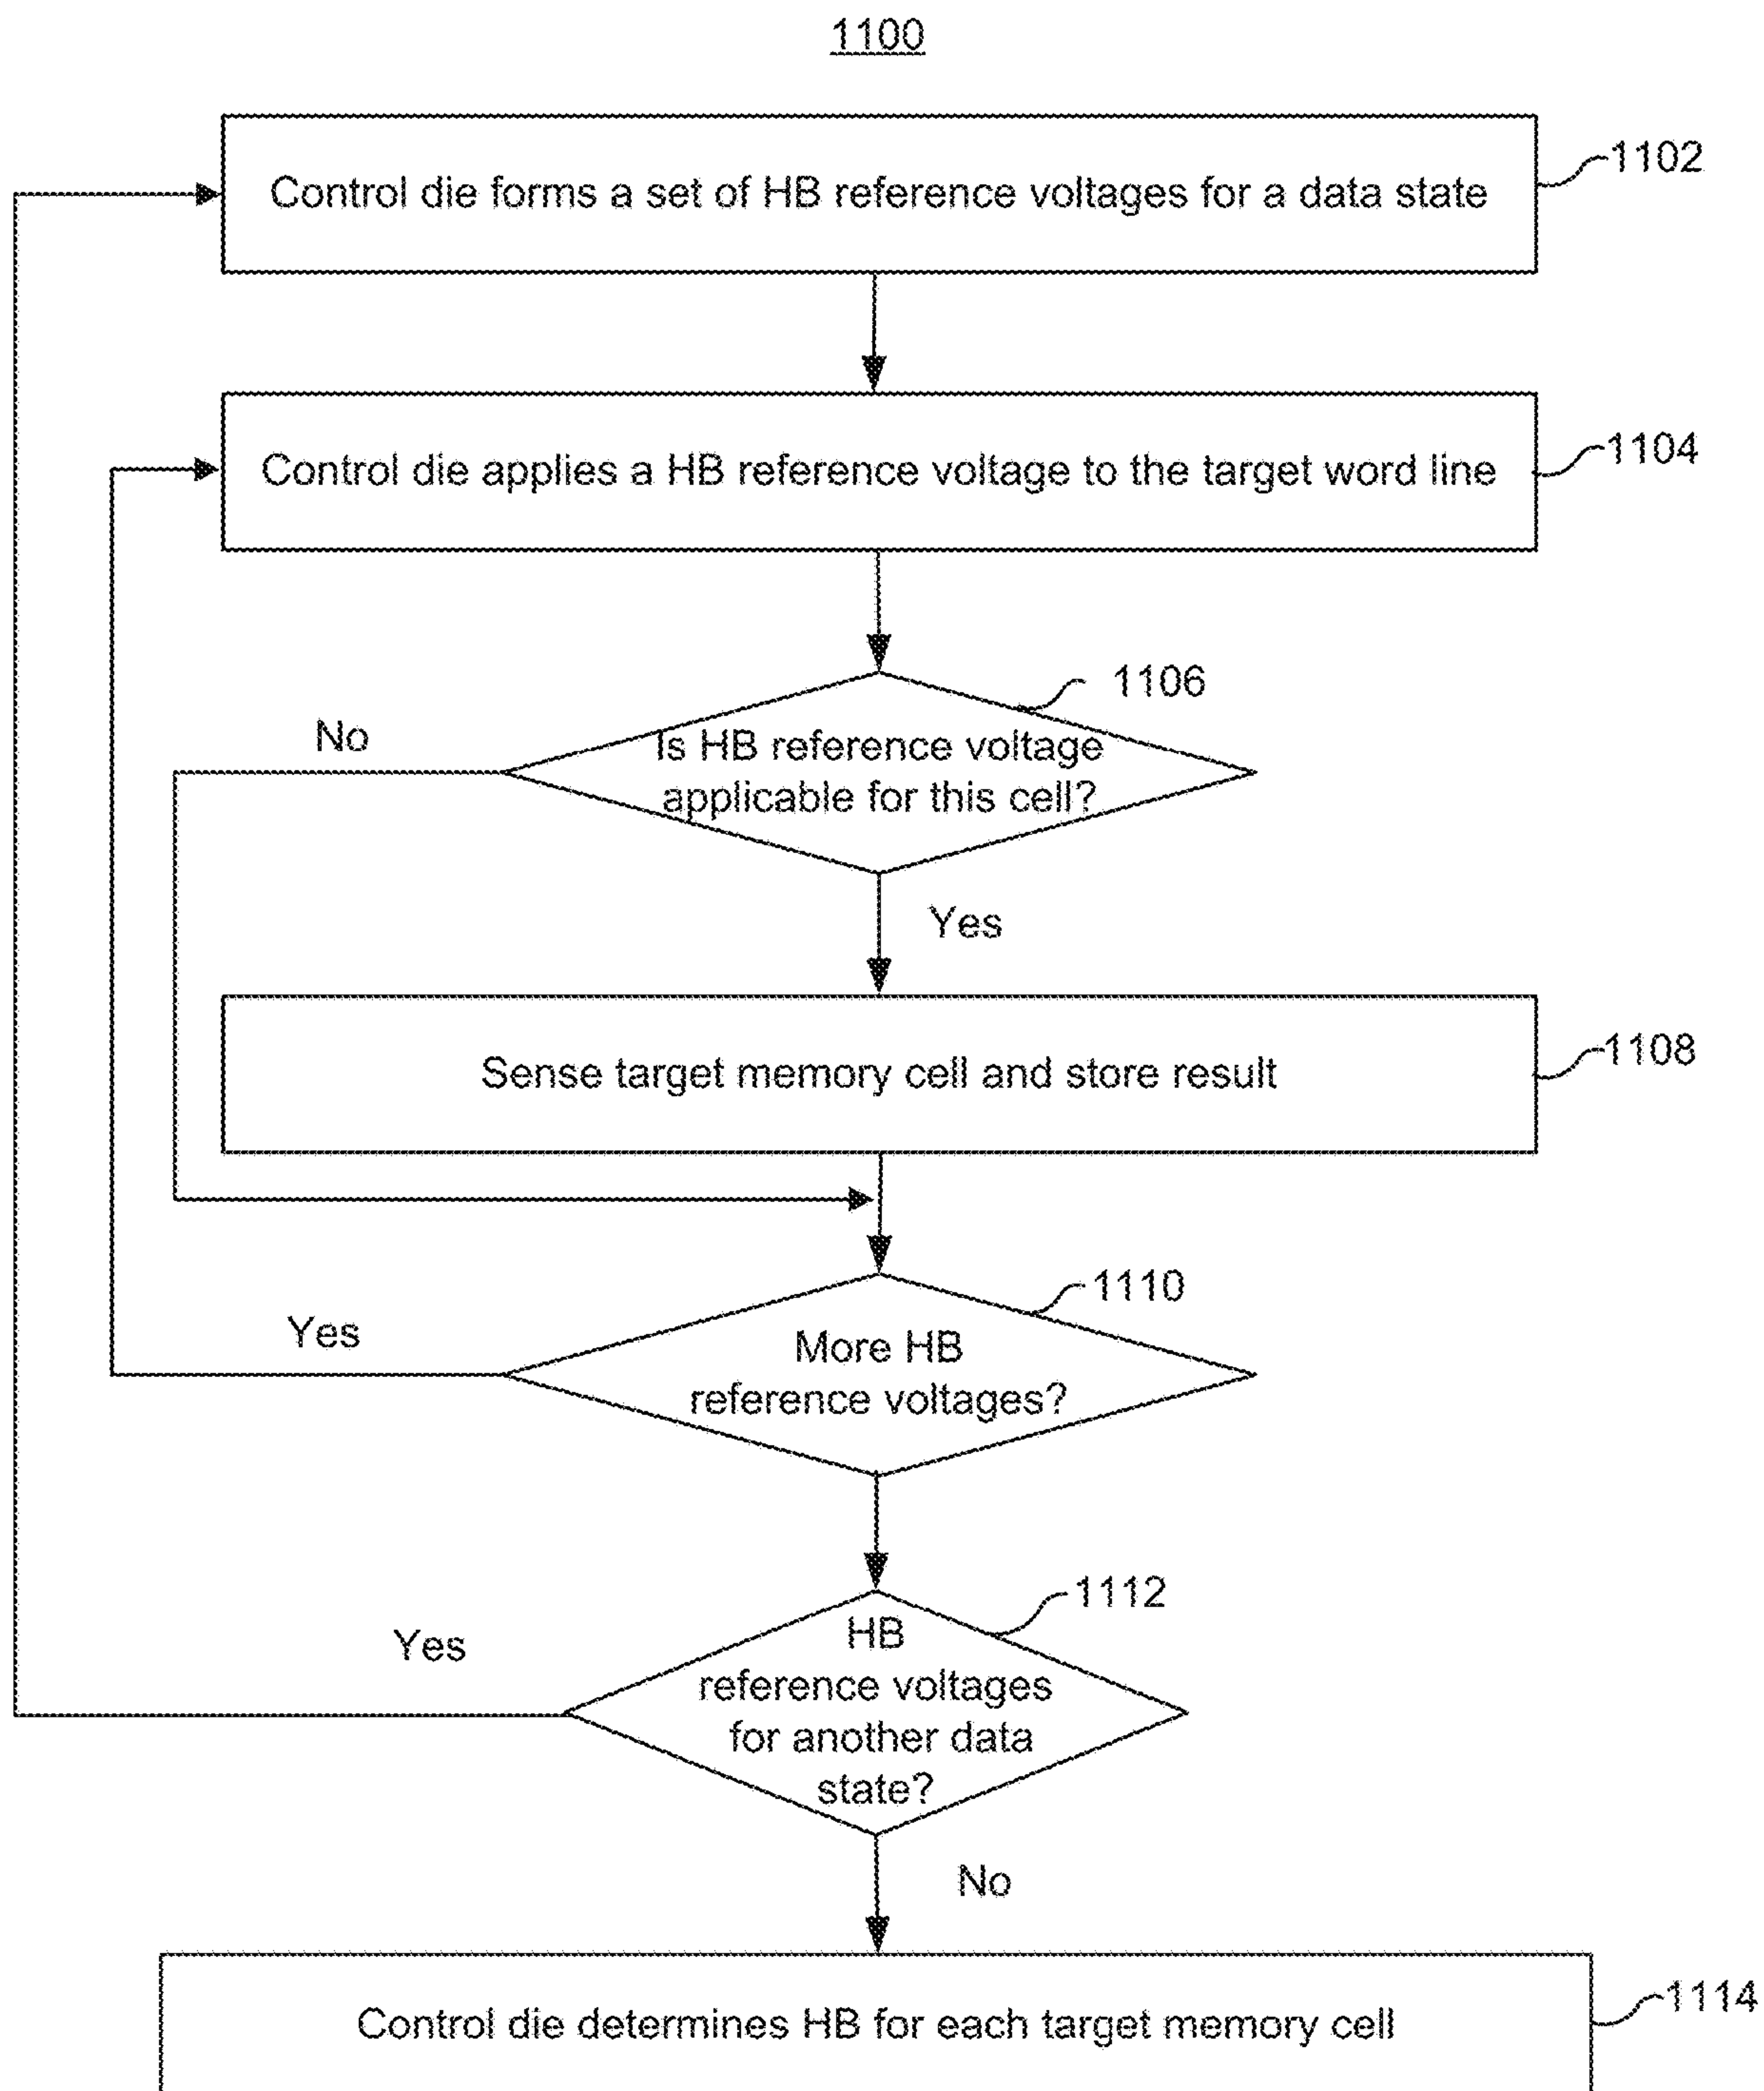 1100
Control die forms a set of HB reference voltages for a data state
1102
Control die applies a HB reference voltage to the target word line
1104
1106
No
Is HB reference voltage
applicable for this cell?
Yes
Sense target memory cell and store result
1108
1110
Yes
More HB
reference voltages?
1112
Yes
HB
reference voltages
for another data
state?
No
Control die determines HB for each target memory cell
1114